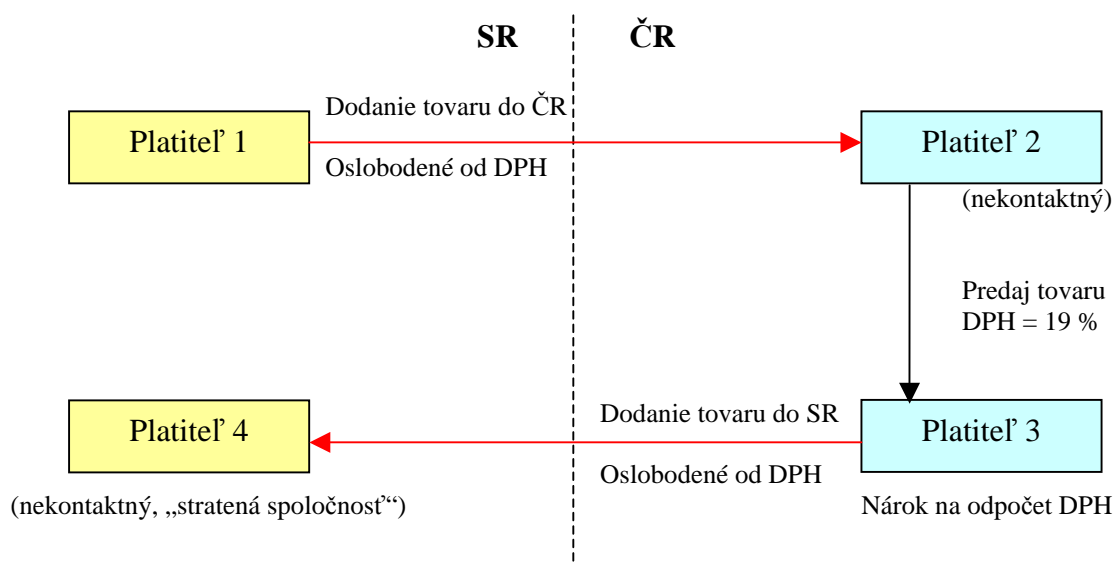 SR
ČR
Dodanie tovaru do ČR
Platiteľ 1
Platiteľ 2
Oslobodené od DPH
(nekontaktný)
Predaj tovaru
DPH = 19 %
Dodanie tovaru do SR
Platiteľ 4
Platiteľ 3
Oslobodené od DPH
(nekontaktný, „stratená spoločnosť“)
Nárok na odpočet DPH